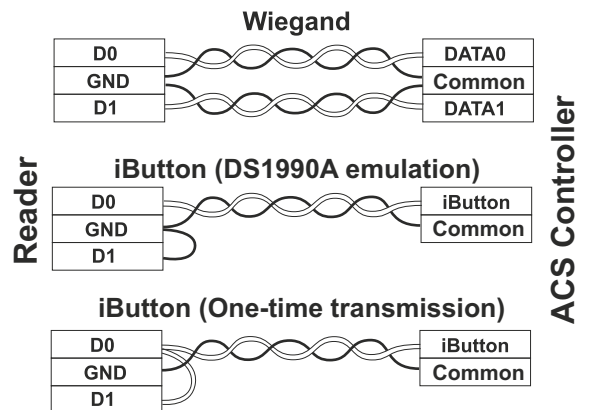 Wiegand
D0 DATA0
GND Common
D1 DATA1
iButton (DS1990A emulation)
D0 iButton
GND Common
D1
iButton (One-time transmission)
D0 iButton
GND Common
D1
Reader
ACS Controller